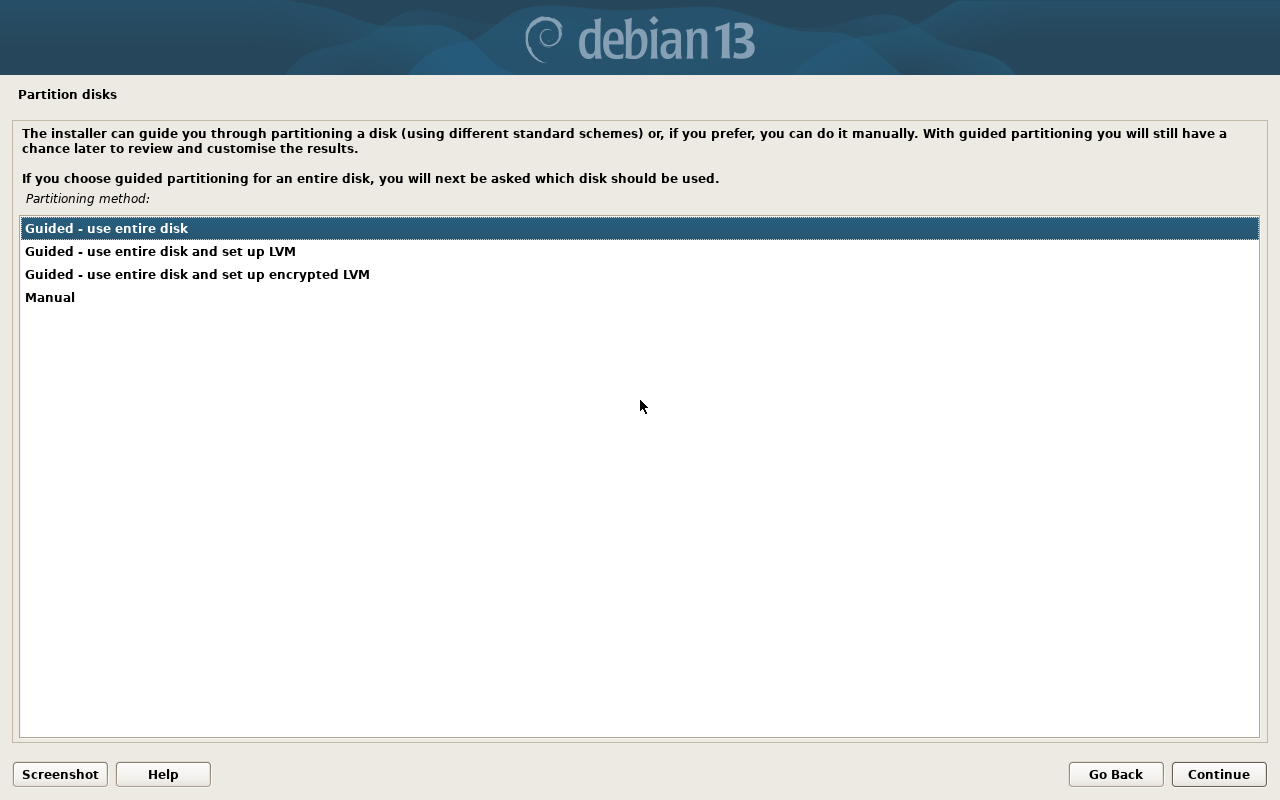 debian 13
Partition disks
The installer can guide you through partitioning a disk (using different standard schemes) or, if you prefer, you can do it manually. With guided partitioning you will still have a
chance later to review and customise the results.
If you choose guided partitioning for an entire disk, you will next be asked which disk should be used.
Partitioning method:
Guided - use entire disk
Guided - use entire disk and set up LVM
Guided - use entire disk and set up encrypted LVM
Manual
Screenshot Help Go Back Continue